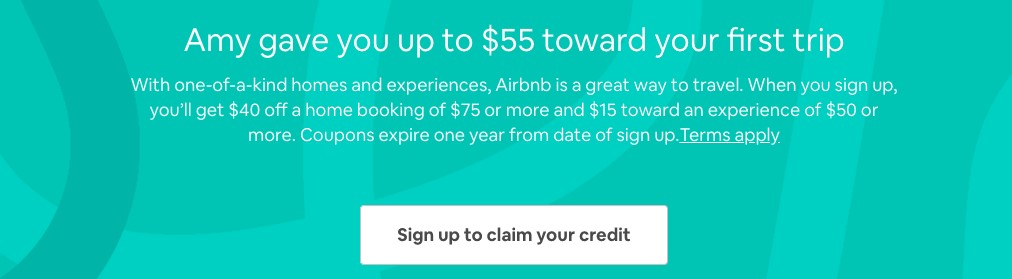 Amy gave you up to $55 toward your first trip
With one-of-a-kind homes and experiences, Airbnb is a great way to travel. When you sign up,
you’ll get $40 off a home booking of $75 or more and $15 toward an experience of $50 or
more. Coupons expire one year from date of sign up.Terms apply
Sign up to claim your credit